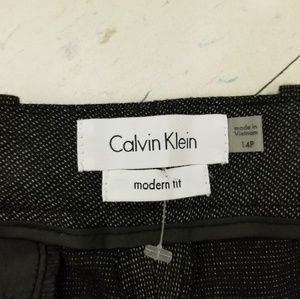 Calvin Klein
modern fit
made in
Vietnam
14P